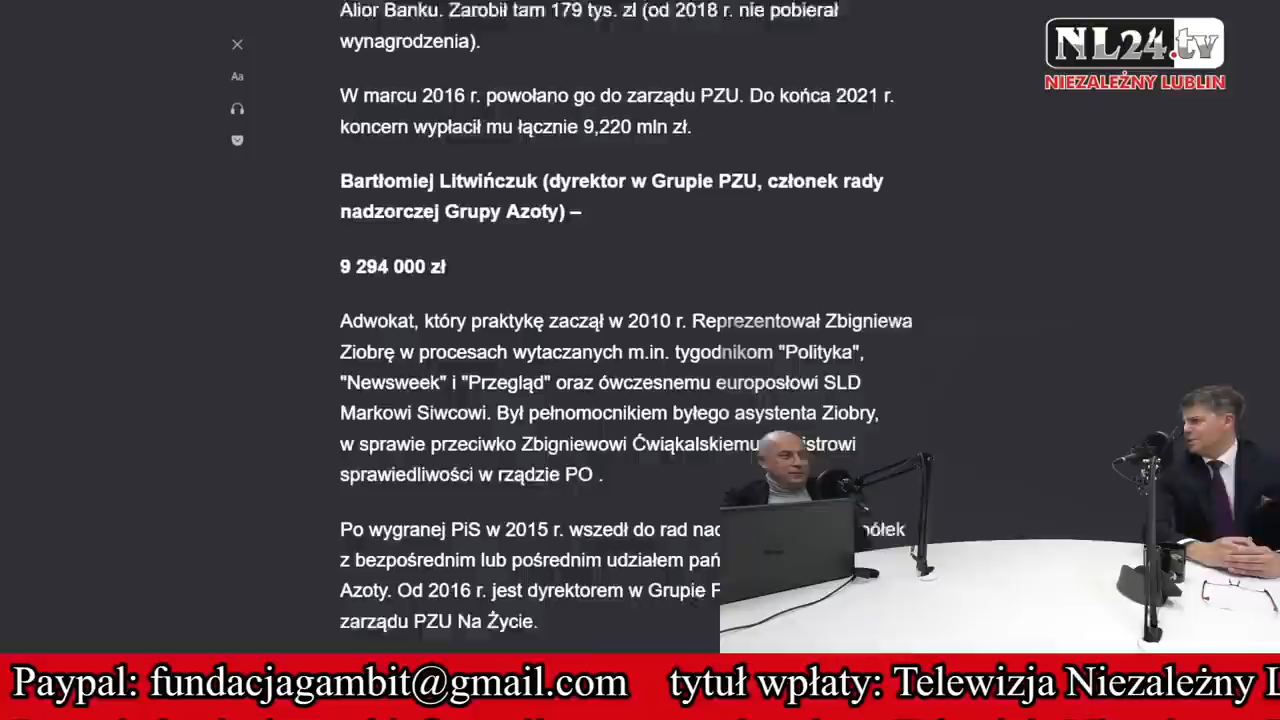 Alior Banku. Zarobił tam 179 tys. zł (od 2018 r. nie pobierał
wynagrodzenia).
Aa
W marcu 2016 r. powołano go do zarządu PZU. Do końca 2021 r.
koncern wypłacił mu łącznie 9,220 mln zł.
Bartłomiej Litwińczuk (dyrektor w Grupie PZU, członek rady
nadzorczej Grupy Azoty) –
9 294 000 zł
Adwokat, który praktykę zaczął w 2010 r. Reprezentował Zbigniewa
Ziobrę w procesach wytaczanych m.in. tygodnikom "Polityka",
"Newsweek" i "Przegląd" oraz ówczesnemu europosłowi SLD
Markowi Siwcowi. Był pełnomocnikiem byłego asystenta Ziobry,
w sprawie przeciwko Zbigniewowi Ćwiąkalskiemu istrowi
sprawiedliwości w rządzie PO .
Po wygranej PiS w 2015 r. wszedł do rad
z bezpośrednim lub pośrednim udziałem
Azoty. Od 2016 r. jest dyrektorem w Grupie
zarządu PZU Na Życie.
NL24.tv
NIEZALEŻNY LUBLIN
Paypal: fundacjagambit@gmail.com tytuł wpłaty: Telewizja Niezależny